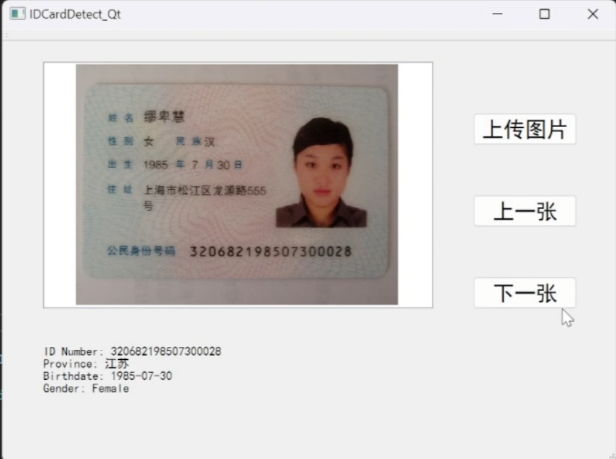 IDCardDetect_Qt
姓名 缪卑慧
性别 女 民族 汉
出生 1985 年 7 月 30 日
住址 上海市松江区龙源路555
号
公民身份号码 320682198507300028
上传图片
上一张
下一张
ID Number: 320682198507300028
Province: 江苏
Birthdate: 1985-07-30
Gender: Female